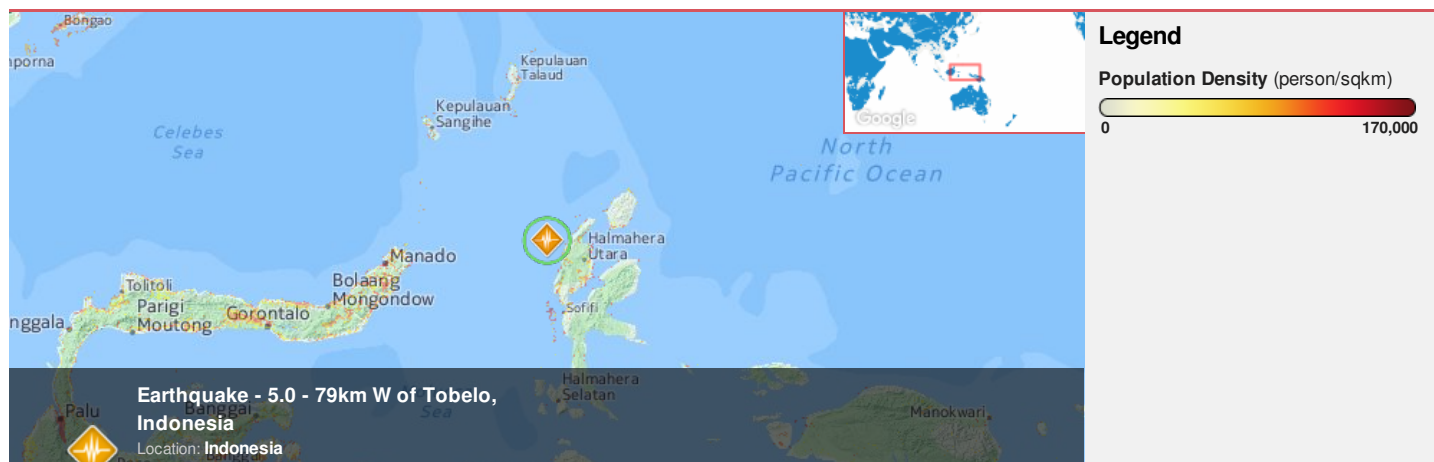 Bongao
porna
Kepulauan
Talaud
Kepulauan
Sangihe
Celebes
Sea
Google
North
Pacific Ocean
Halmahera
Utara
Manado
Bolaang
Mongondow
Tolitoli
Parigi
Moutong
Gorontalo
nggala
Sofifi
Halmahera
Selatan
Palu
Banggai
Sea
Manokwari
Earthquake - 5.0 - 79km W of Tobelo,
Indonesia
Location: Indonesia
Legend
Population Density (person/sqkm)
0
170,000